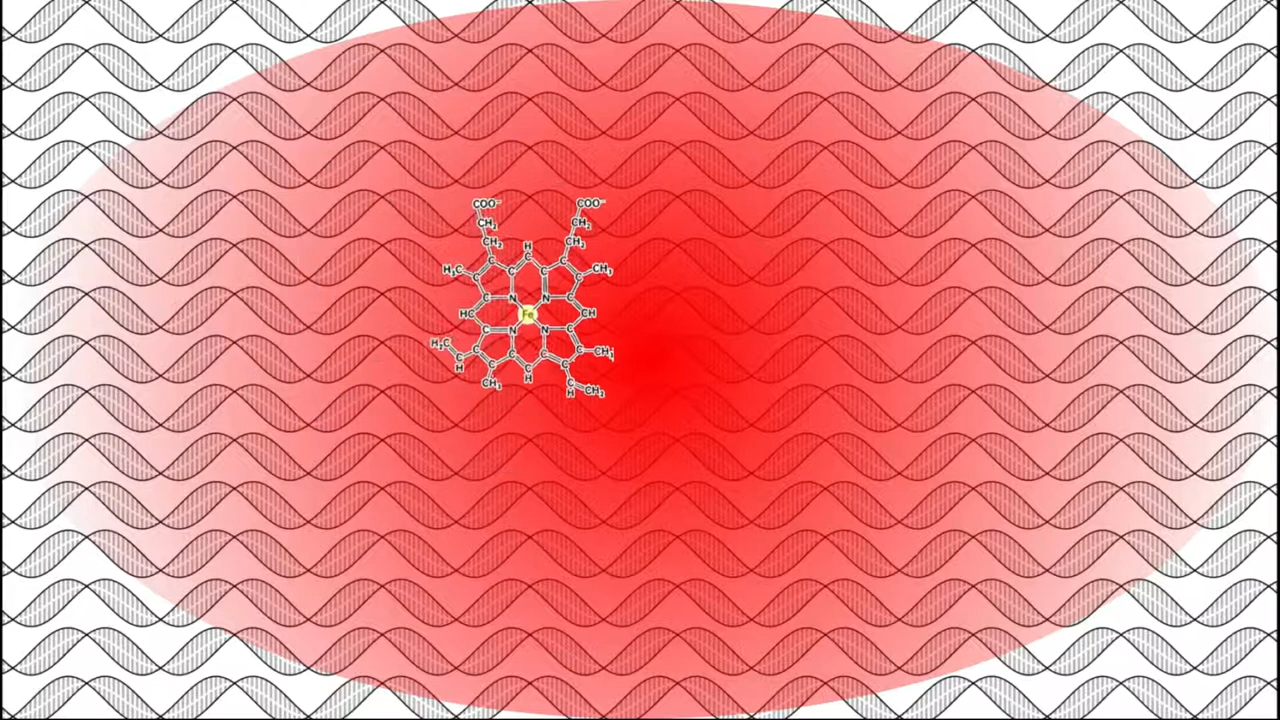 COO⁻ COO⁻
CH₂ CH₂
CH₂ CH₂
H
C
H₃C C C C C CH₃
C C
C N N C
HC Fe CH
C N N C
H₂C C C CH₃
C C C C
H C C
CH₃ H C CH₂
H